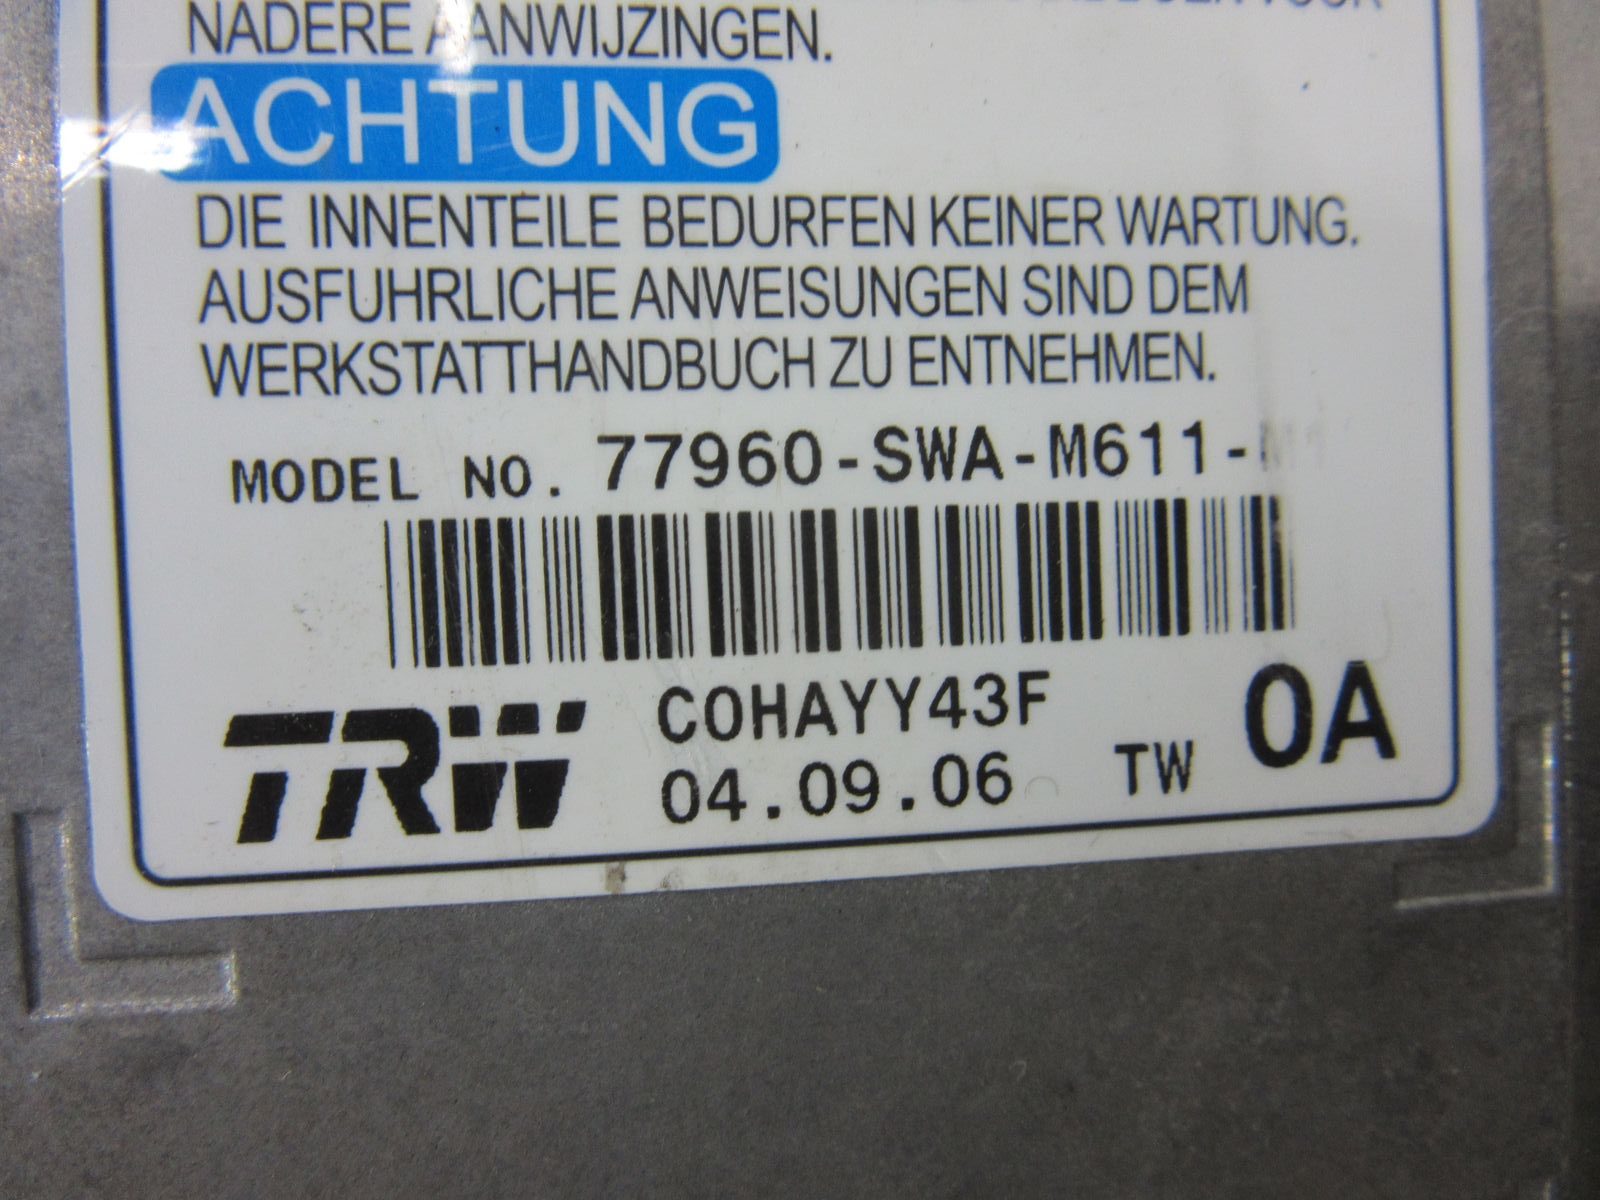 NADERE AANWIJZINGEN.
ACHTUNG
DIE INNENTEILE BEDURFEN KEINER WARTUNG.
AUSFUHRLICHE ANWEISUNGEN SIND DEM
WERKSTATTHANDBUCH ZU ENTNEHMEN.
MODEL NO. 77960-SWA-M611-
TRW COHAYY43F
04.09.06 TW 0A